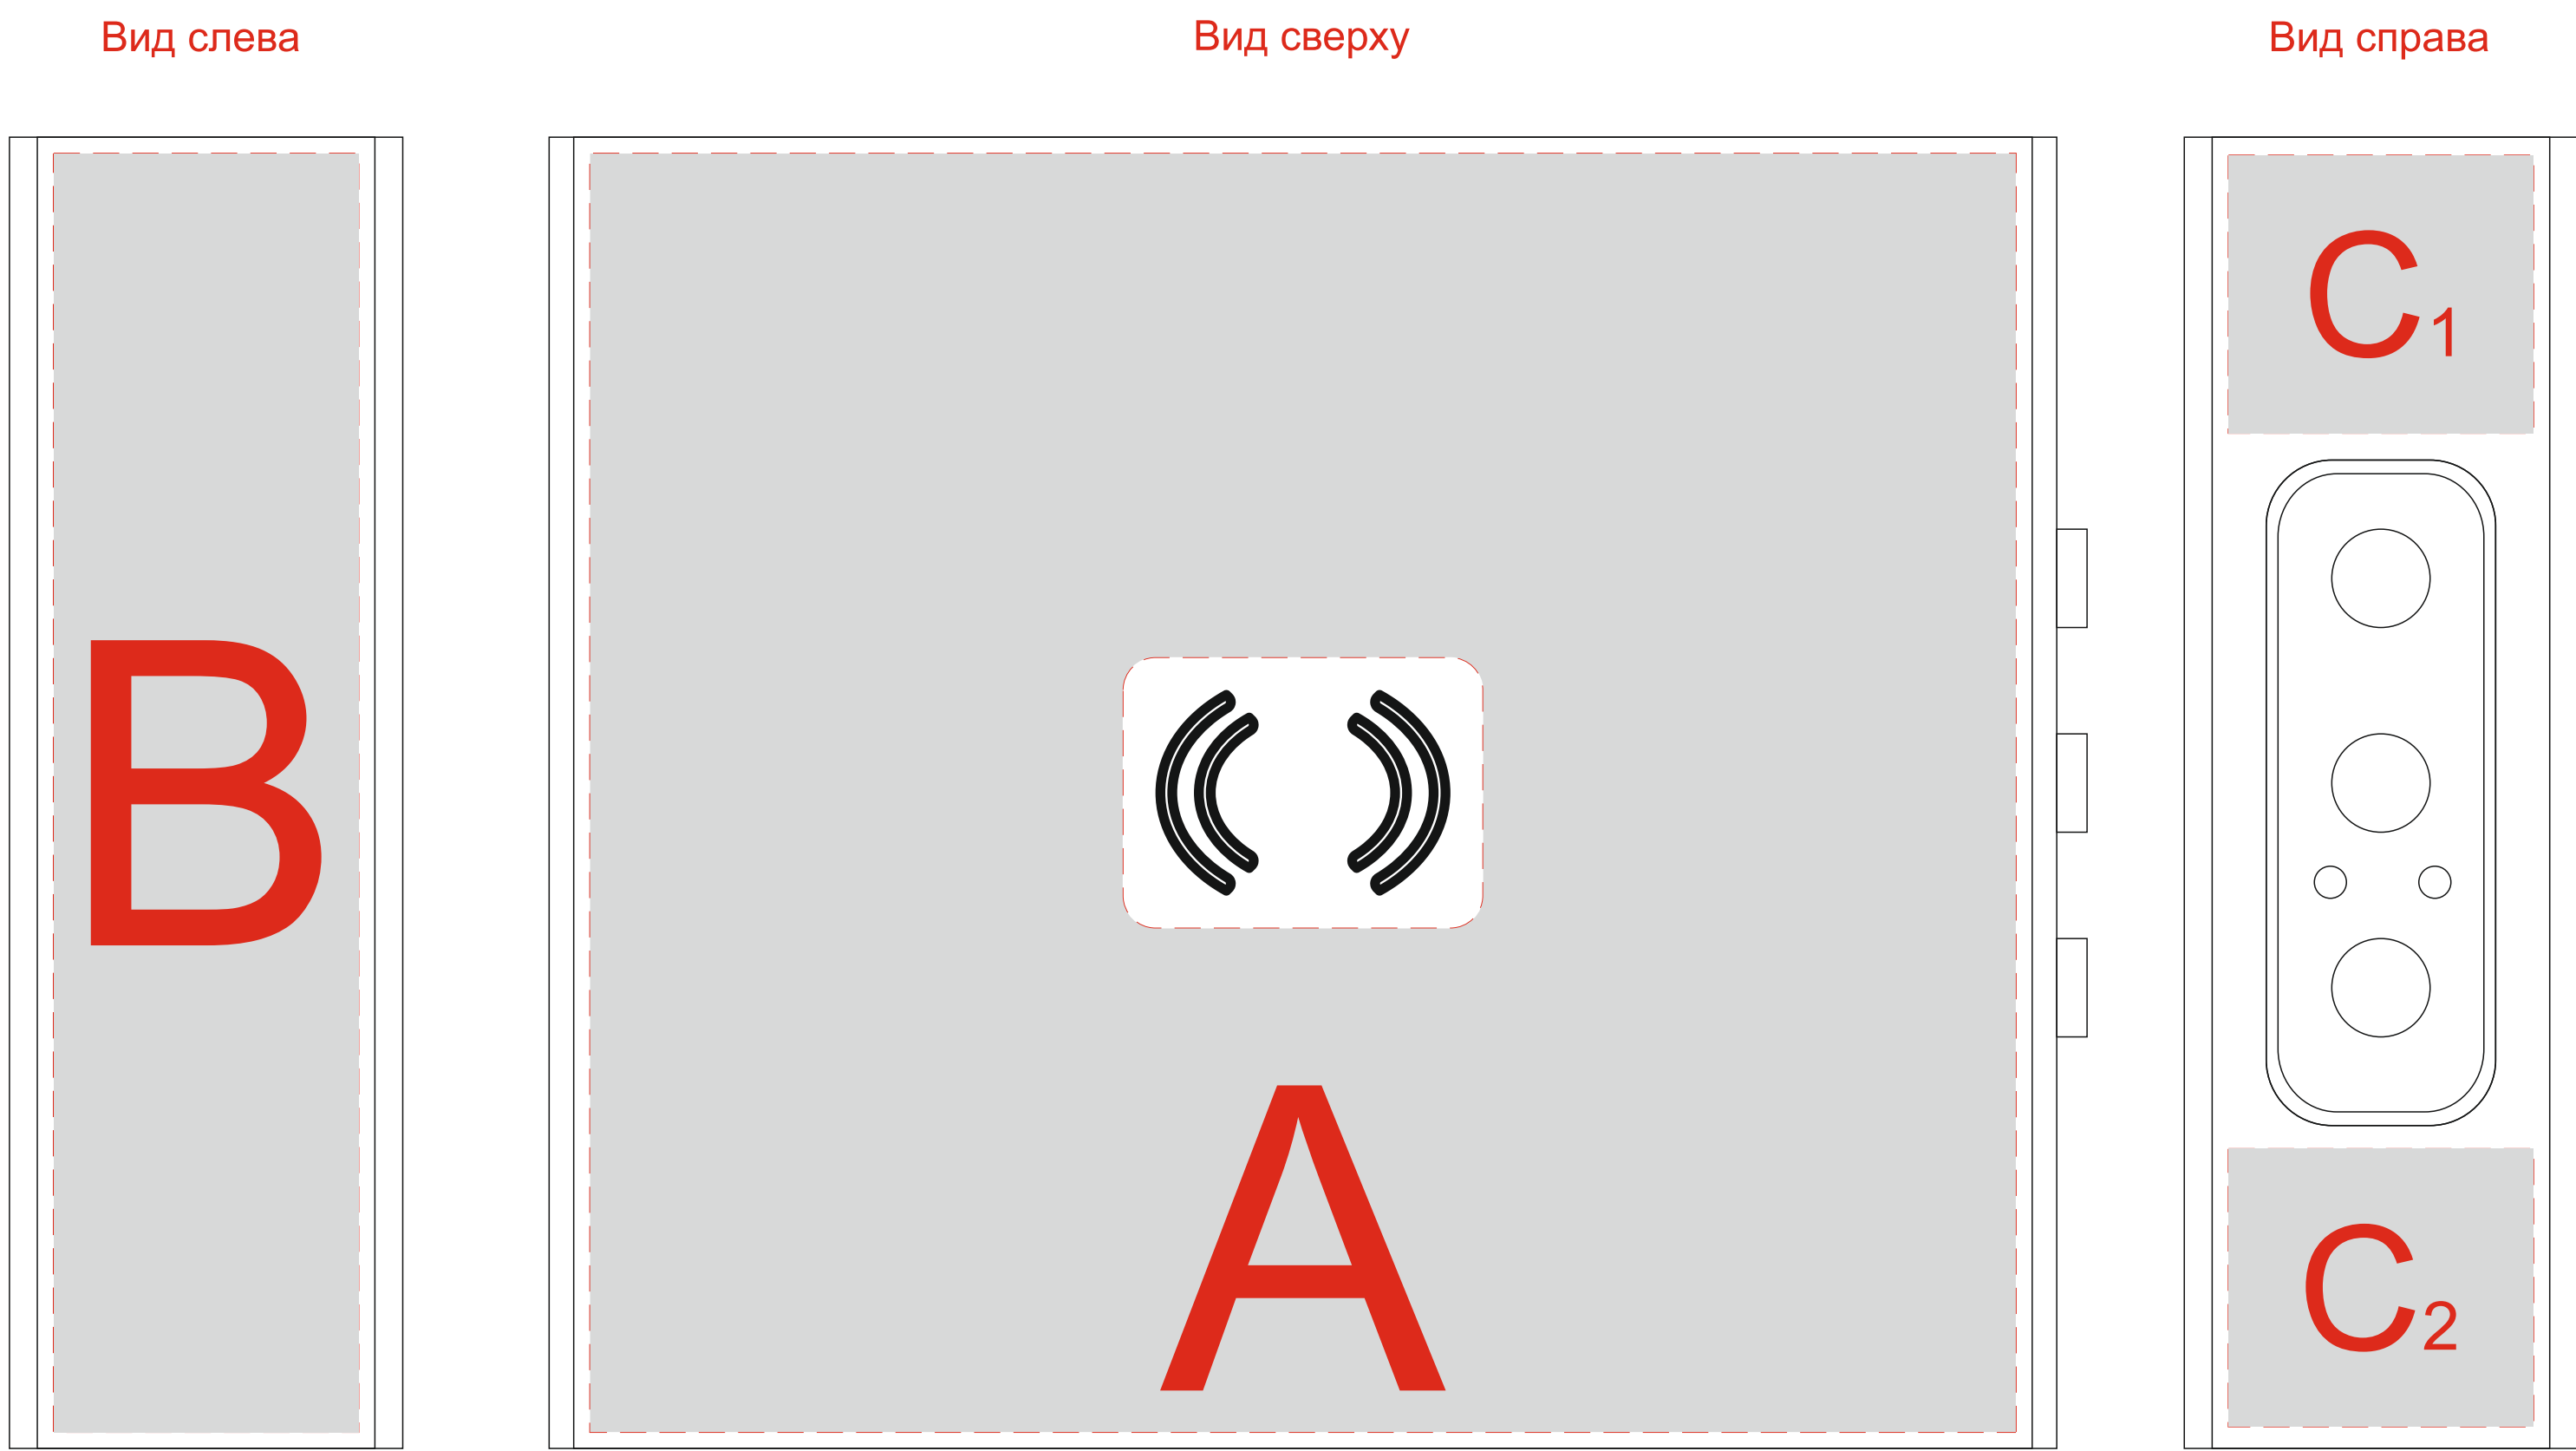 Вид слева
Вид сверху
Вид справа
B
A
C1
C2